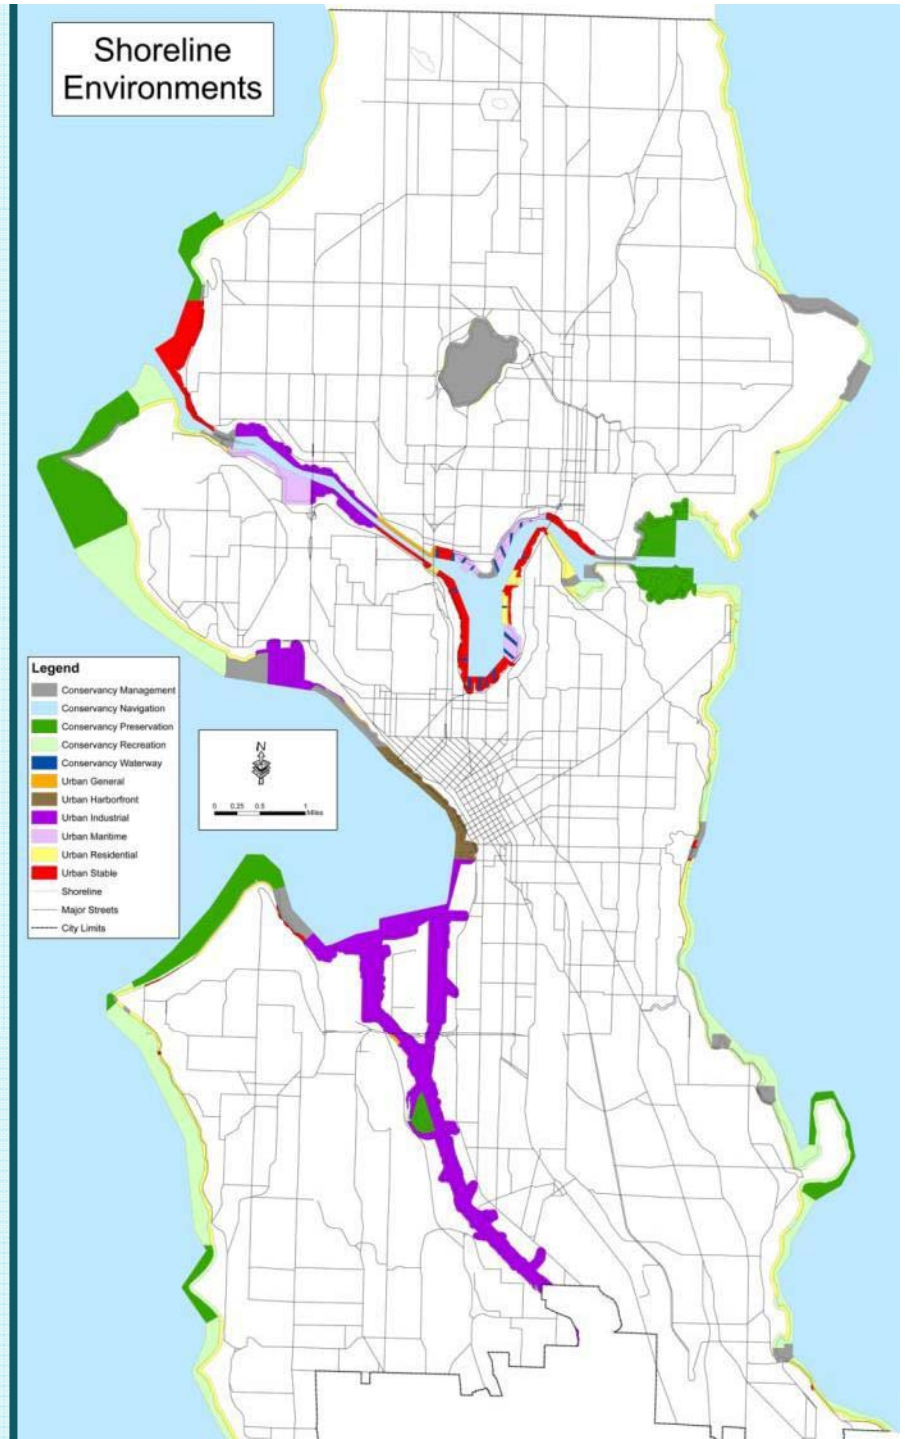 Shoreline
Environments
Legend
Conservancy Management
Conservancy Navigation
Conservancy Preservation
Conservancy Recreation
Conservancy Waterway
Urban General
Urban Harborfront
Urban Industrial
Urban Maritime
Urban Residential
Urban Stable
Shoreline
Major Streets
City Limits
N
0 0.25 0.5 1
Miles